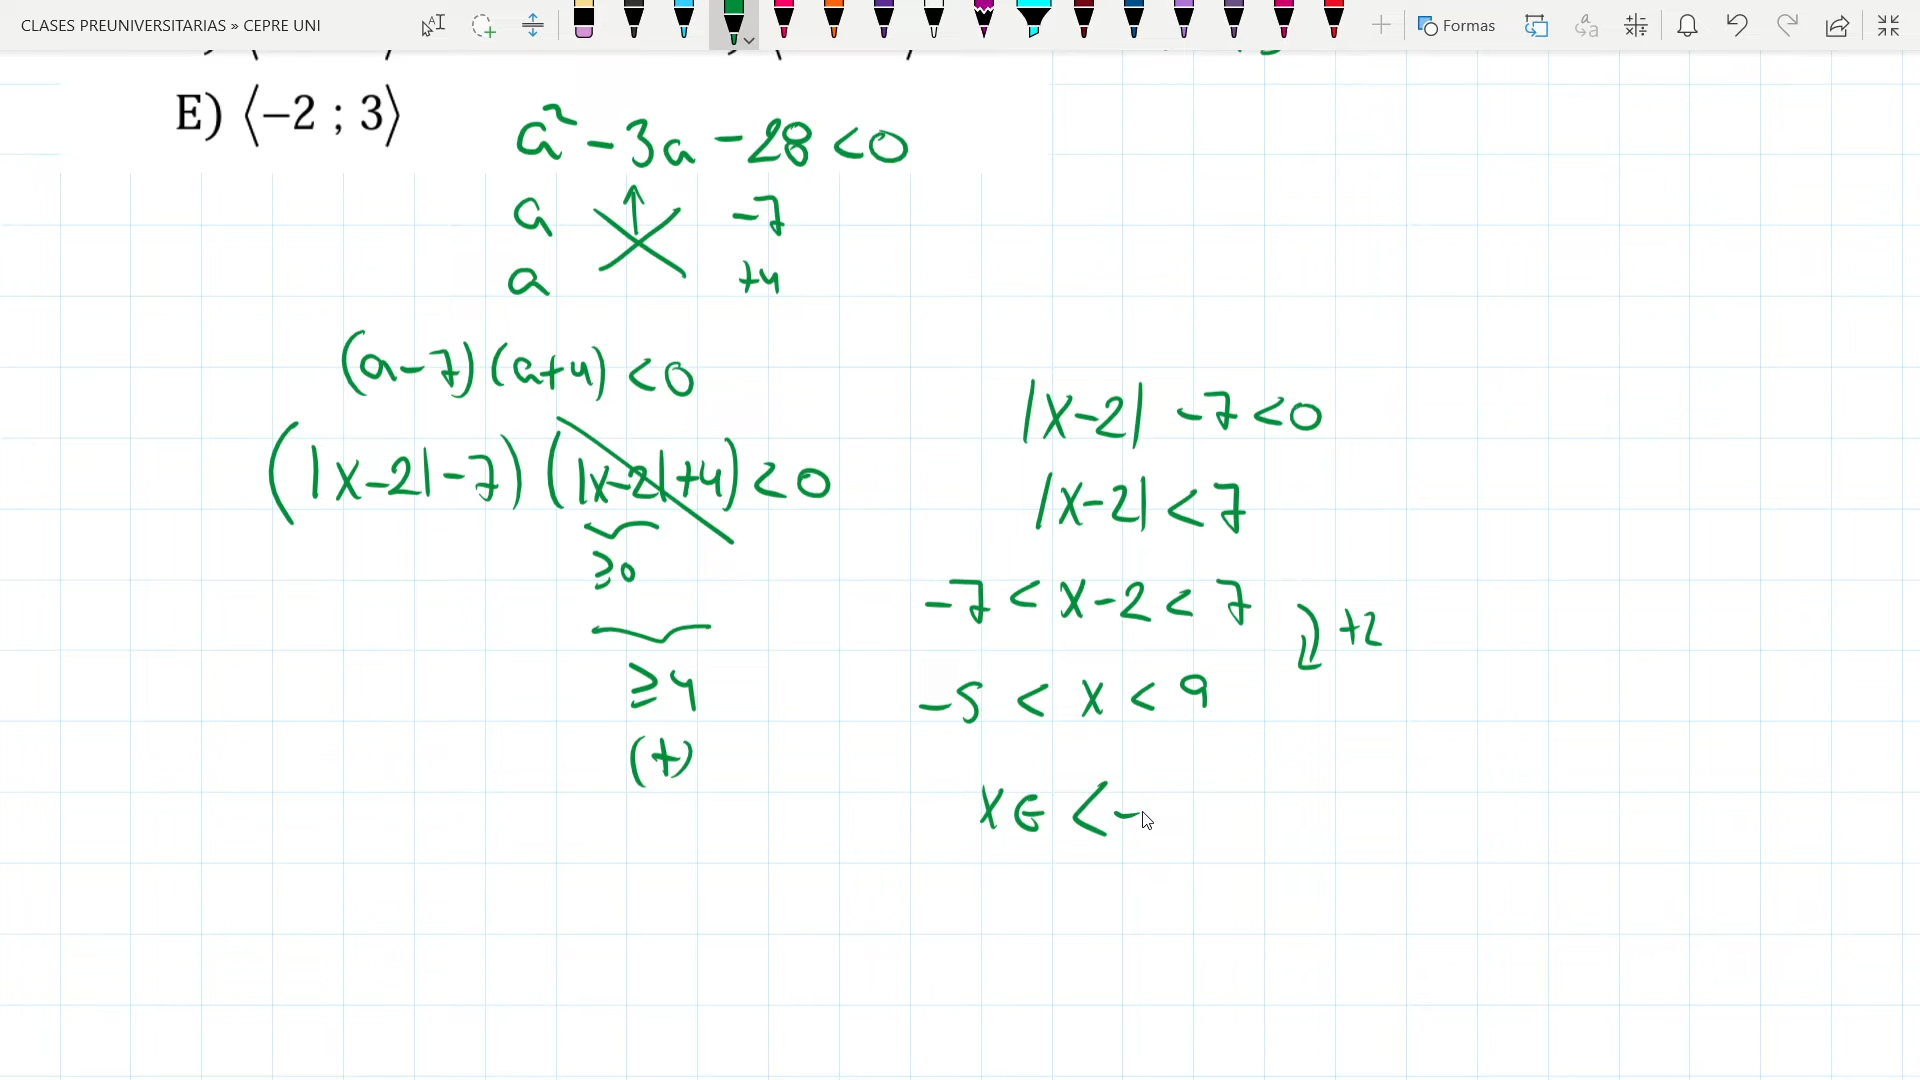 CLASES PREUNIVERSITARIAS » CEPRE UNI
Formas
E) ⟨−2 ; 3⟩
a² − 3a − 28 < 0
a −7
a +4
(a−7)(a+4) < 0
(|x−2|−7)(|x−2|+4) < 0
≥0
≥4
(+)
|x−2| −7 < 0
|x−2| < 7
−7 < x−2 < 7
+2
−5 < x < 9
x ∈ <−